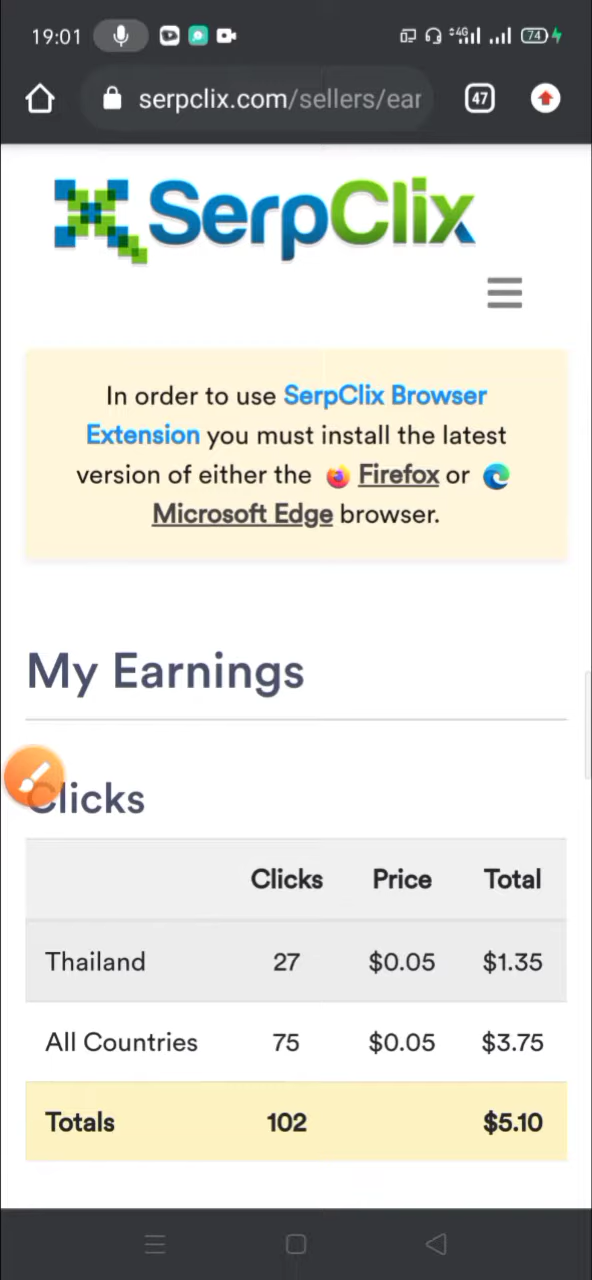 19:01 4G 74
serpclix.com/sellers/ear 47
SerpClix
In order to use SerpClix Browser
Extension you must install the latest
version of either the Firefox or
Microsoft Edge browser.
My Earnings
Clicks
Clicks Price Total
Thailand 27 $0.05 $1.35
All Countries 75 $0.05 $3.75
Totals 102 $5.10